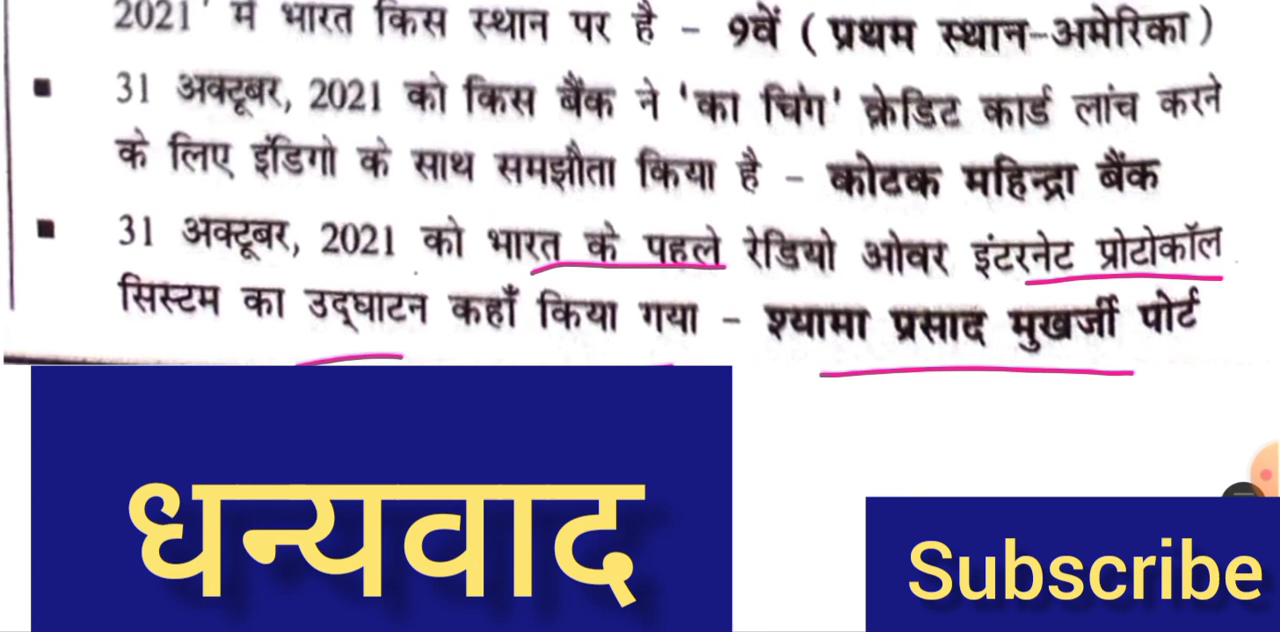 2021' में भारत किस स्थान पर है – 9वें ( प्रथम स्थान–अमेरिका )
▪ 31 अक्टूबर, 2021 को किस बैंक ने 'का चिंग' क्रेडिट कार्ड लांच करने
के लिए इंडिगो के साथ समझौता किया है – कोटक महिन्द्रा बैंक
▪ 31 अक्टूबर, 2021 को भारत के पहले रेडियो ओवर इंटरनेट प्रोटोकॉल
सिस्टम का उद्घाटन कहाँ किया गया – श्यामा प्रसाद मुखर्जी पोर्ट
धन्यवाद
Subscribe